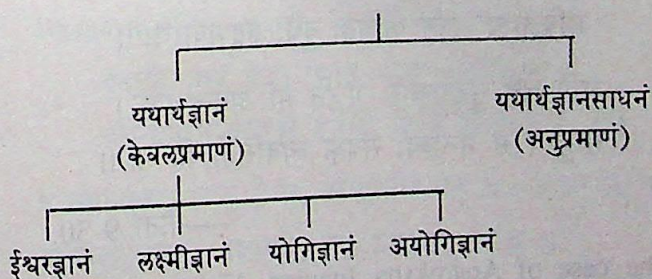 यथार्थज्ञानं
(केवलप्रमाणं)
यथार्थज्ञानसाधनं
(अनुप्रमाणं)
ईश्वरज्ञानं लक्ष्मीज्ञानं योगिज्ञानं अयोगिज्ञानं